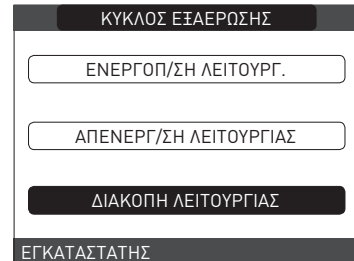 ΚΥΚΛΟΣ ΕΞΑΕΡΩΣΗΣ
ΕΝΕΡΓΟΠ/ΣΗ ΛΕΙΤΟΥΡΓ.
ΑΠΕΝΕΡΓ/ΣΗ ΛΕΙΤΟΥΡΓΙΑΣ
ΔΙΑΚΟΠΗ ΛΕΙΤΟΥΡΓΙΑΣ
ΕΓΚΑΤΑΣΤΑΤΗΣ